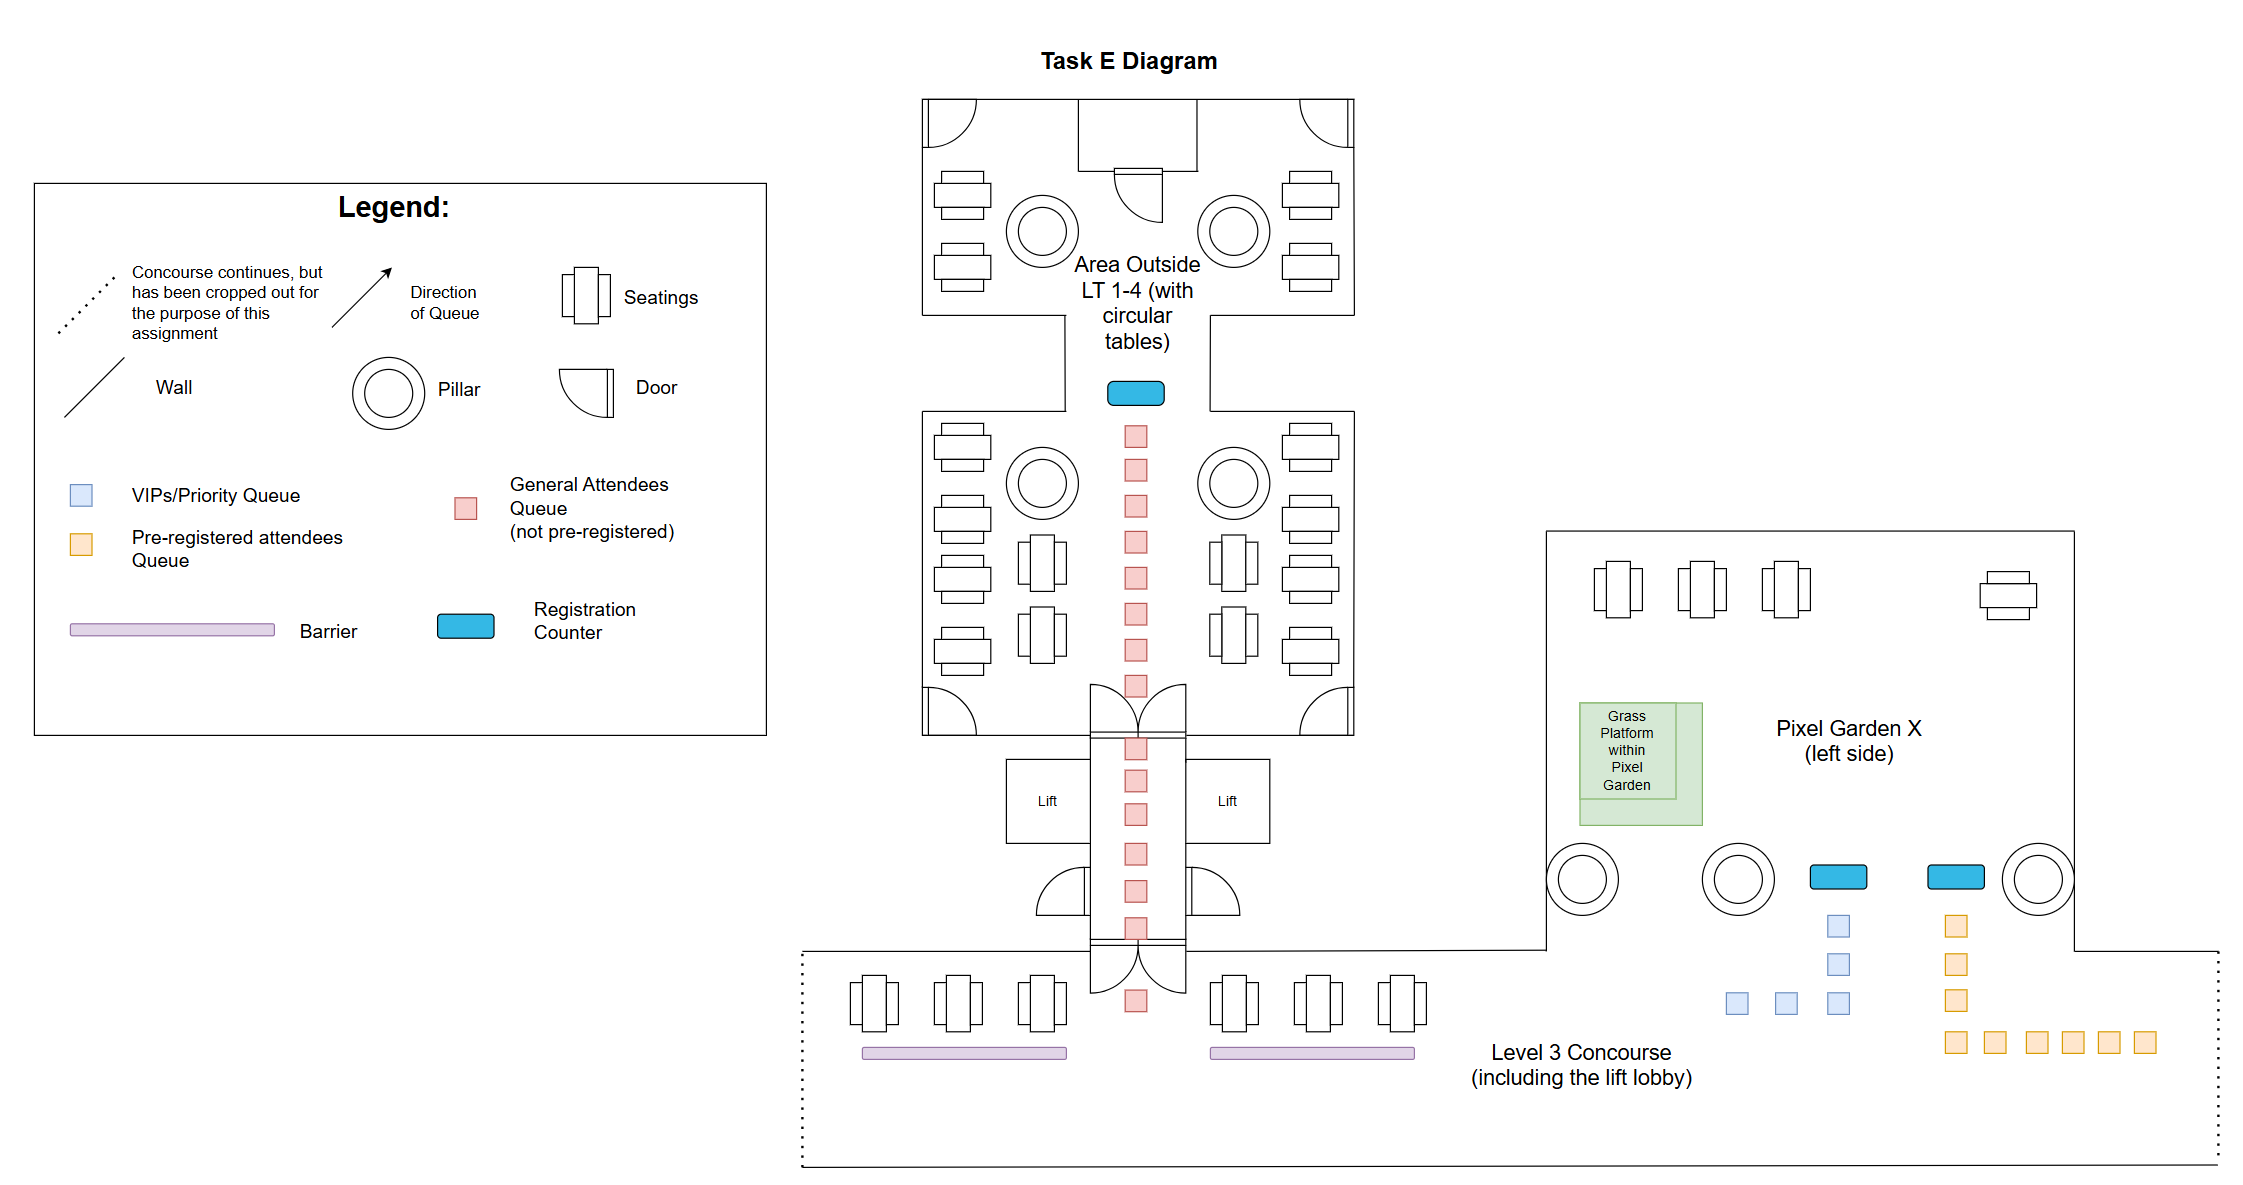 Task E Diagram
Legend:
Concourse continues, but
has been cropped out for
the purpose of this
assignment
Direction
of Queue
Seatings
Wall
Pillar
Door
VIPs/Priority Queue
General Attendees
Queue
(not pre-registered)
Pre-registered attendees
Queue
Barrier
Registration
Counter
Area Outside
LT 1-4 (with
circular
tables)
Lift
Lift
Grass
Platform
within
Pixel
Garden
Pixel Garden X
(left side)
Level 3 Concourse
(including the lift lobby)